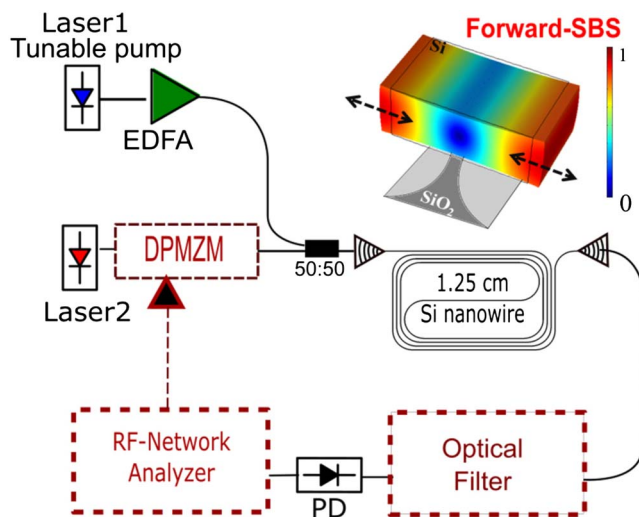 Laser1
Tunable pump
EDFA
Forward-SBS
Si
1
0
SiO2
DPMZM
50:50
Laser2
1.25 cm
Si nanowire
RF-Network
Analyzer
PD
Optical
Filter